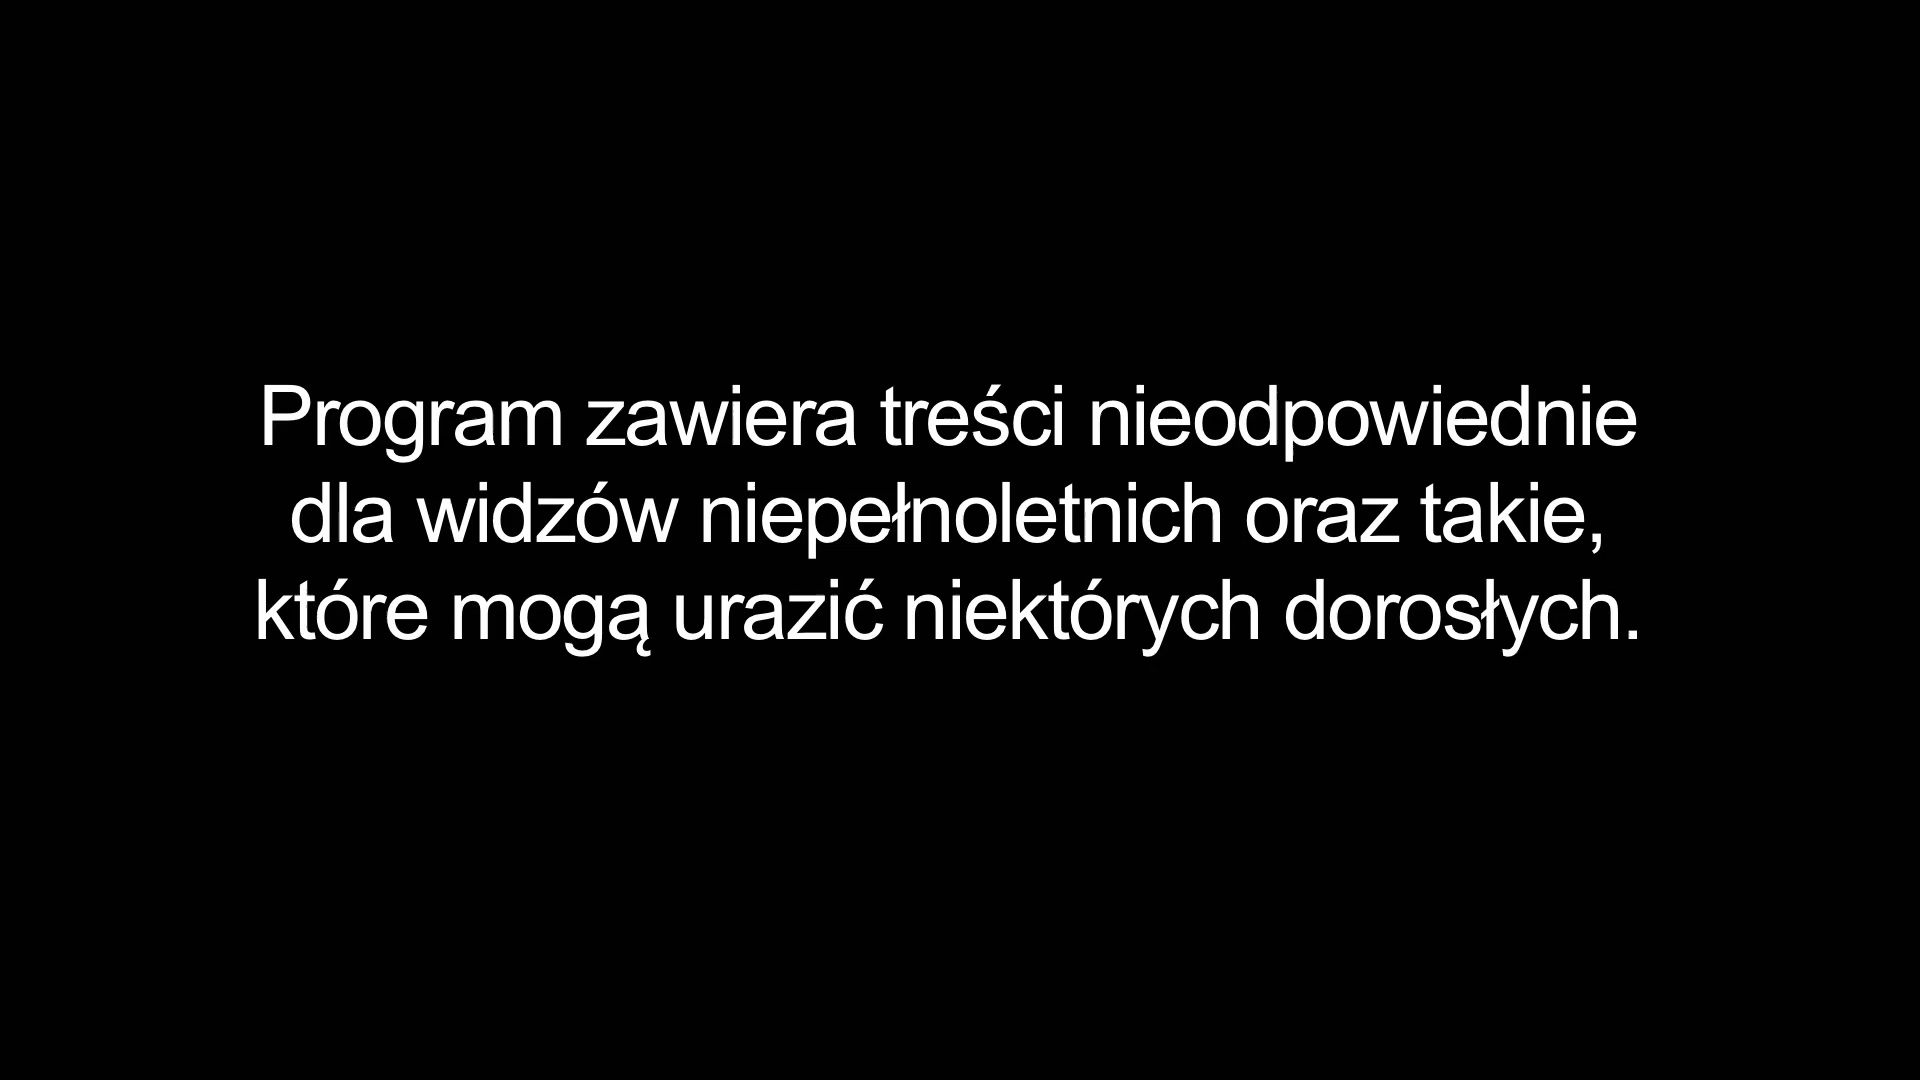 Program zawiera treści nieodpowiednie
dla widzów niepełnoletnich oraz takie,
które mogą urazić niektórych dorosłych.